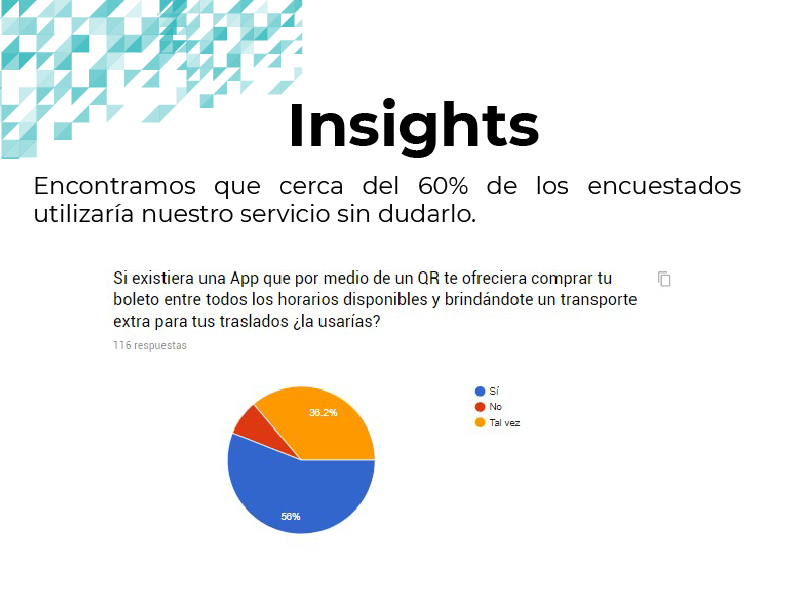 Insights
Encontramos que cerca del 60% de los encuestados
utilizaría nuestro servicio sin dudarlo.
Si existiera una App que por medio de un QR te ofreciera comprar tu
boleto entre todos los horarios disponibles y brindándote un transporte
extra para tus traslados ¿la usarías?
116 respuestas
Sí
No
Tal vez
36.2%
56%